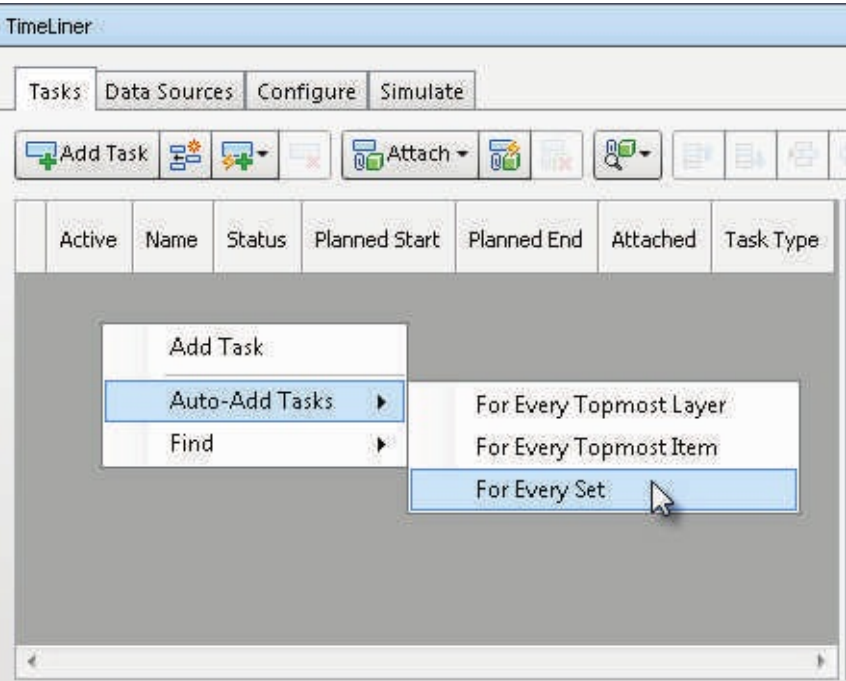 TimeLiner
Tasks Data Sources Configure Simulate
Add Task Attach
Active Name Status Planned Start Planned End Attached Task Type
Add Task
Auto-Add Tasks
Find
For Every Topmost Layer
For Every Topmost Item
For Every Set